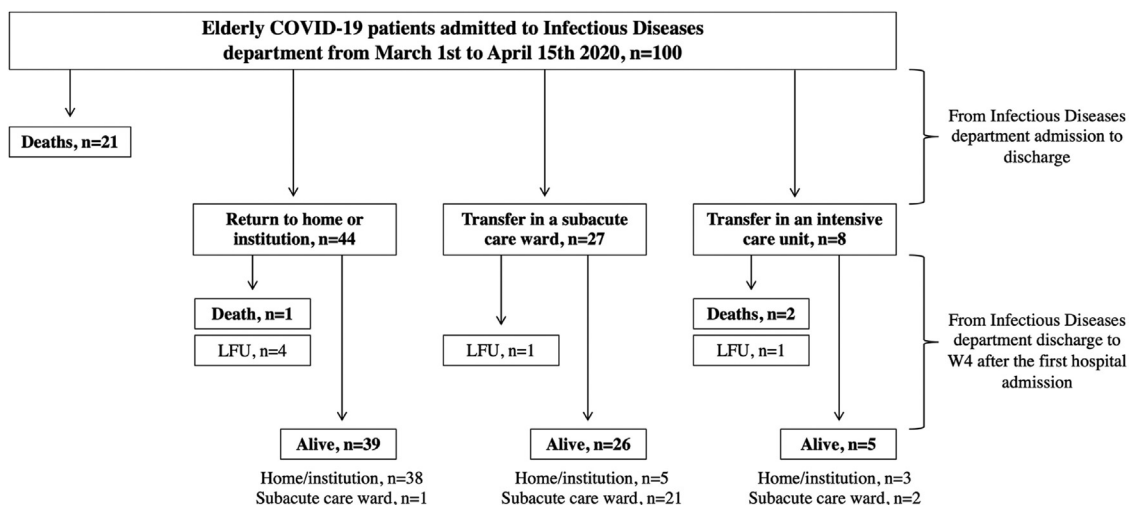 Elderly COVID-19 patients admitted to Infectious Diseases
department from March 1st to April 15th 2020, n=100
Deaths, n=21
From Infectious Diseases
department admission to
discharge
Return to home or
institution, n=44
Transfer in a subacute
care ward, n=27
Transfer in an intensive
care unit, n=8
Death, n=1
LFU, n=4
LFU, n=1
Deaths, n=2
LFU, n=1
From Infectious Diseases
department discharge to
W4 after the first hospital
admission
Alive, n=39
Home/institution, n=38
Subacute care ward, n=1
Alive, n=26
Home/institution, n=5
Subacute care ward, n=21
Alive, n=5
Home/institution, n=3
Subacute care ward, n=2